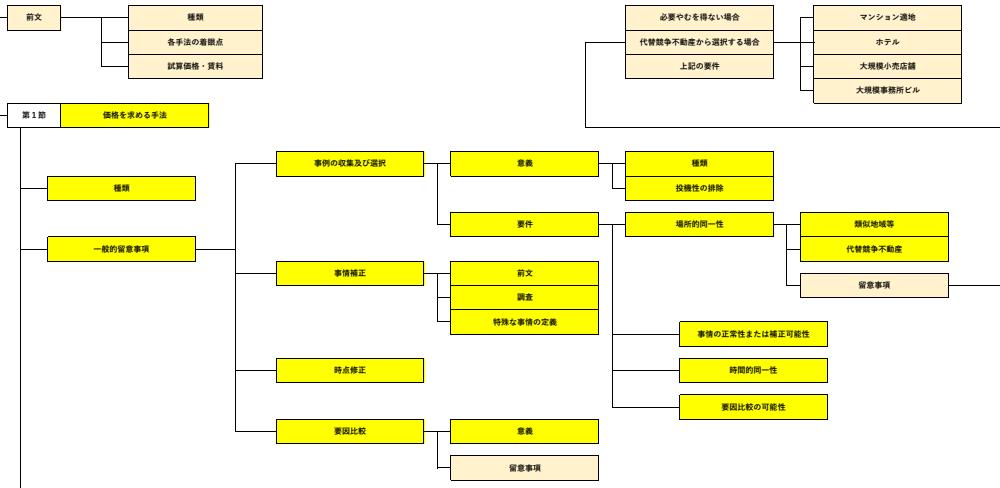 前文
種類
各手法の着眼点
試算価格・賃料
必要やむを得ない場合
代替競争不動産から選択する場合
上記の要件
マンション適地
ホテル
大規模小売店舗
大規模事務所ビル
第1節
価格を求める手法
種類
一般的留意事項
事例の収集及び選択
意義
種類
投機性の排除
要件
場所的同一性
類似地域等
代替競争不動産
留意事項
事情の正常性または補正可能性
時間的同一性
要因比較の可能性
事情補正
前文
調査
特殊な事情の定義
時点修正
要因比較
意義
留意事項